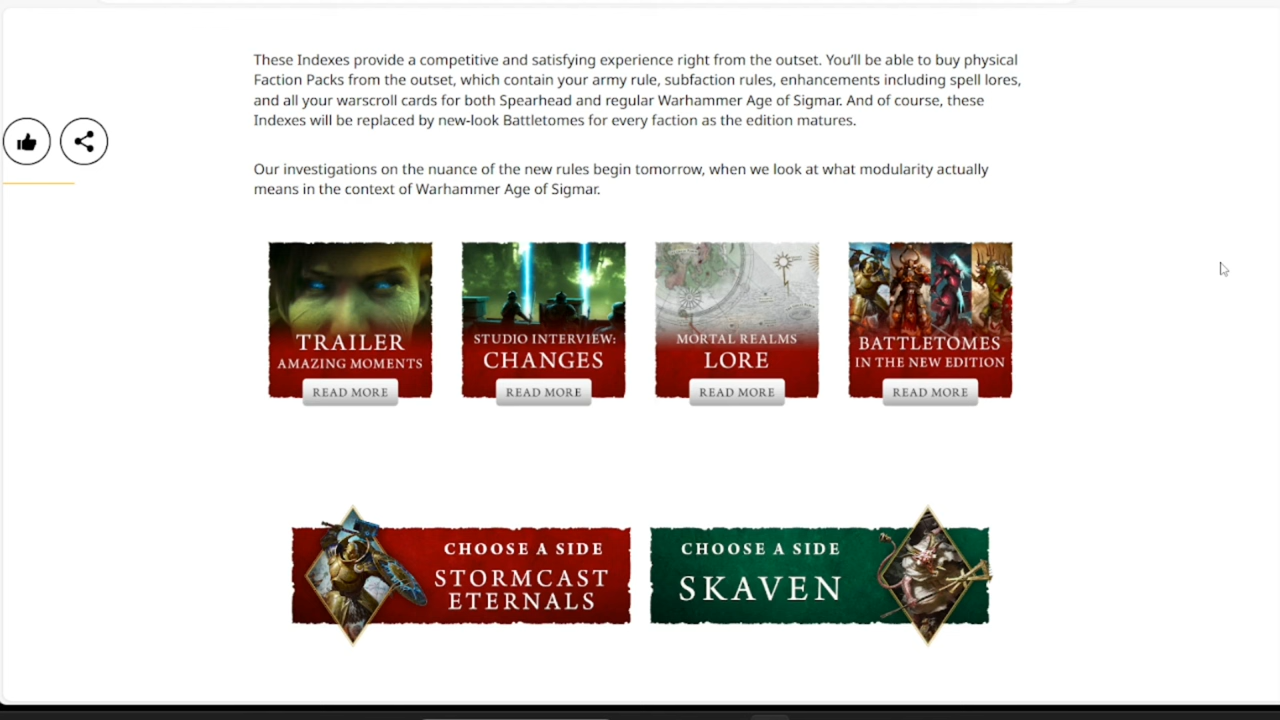 These Indexes provide a competitive and satisfying experience right from the outset. You’ll be able to buy physical
Faction Packs from the outset, which contain your army rule, subfaction rules, enhancements including spell lores,
and all your warscroll cards for both Spearhead and regular Warhammer Age of Sigmar. And of course, these
Indexes will be replaced by new-look Battletomes for every faction as the edition matures.
Our investigations on the nuance of the new rules begin tomorrow, when we look at what modularity actually
means in the context of Warhammer Age of Sigmar.
TRAILER
AMAZING MOMENTS
READ MORE
STUDIO INTERVIEW:
CHANGES
READ MORE
MORTAL REALMS
LORE
READ MORE
BATTLETOMES
IN THE NEW EDITION
READ MORE
CHOOSE A SIDE
STORMCAST
ETERNALS
CHOOSE A SIDE
SKAVEN